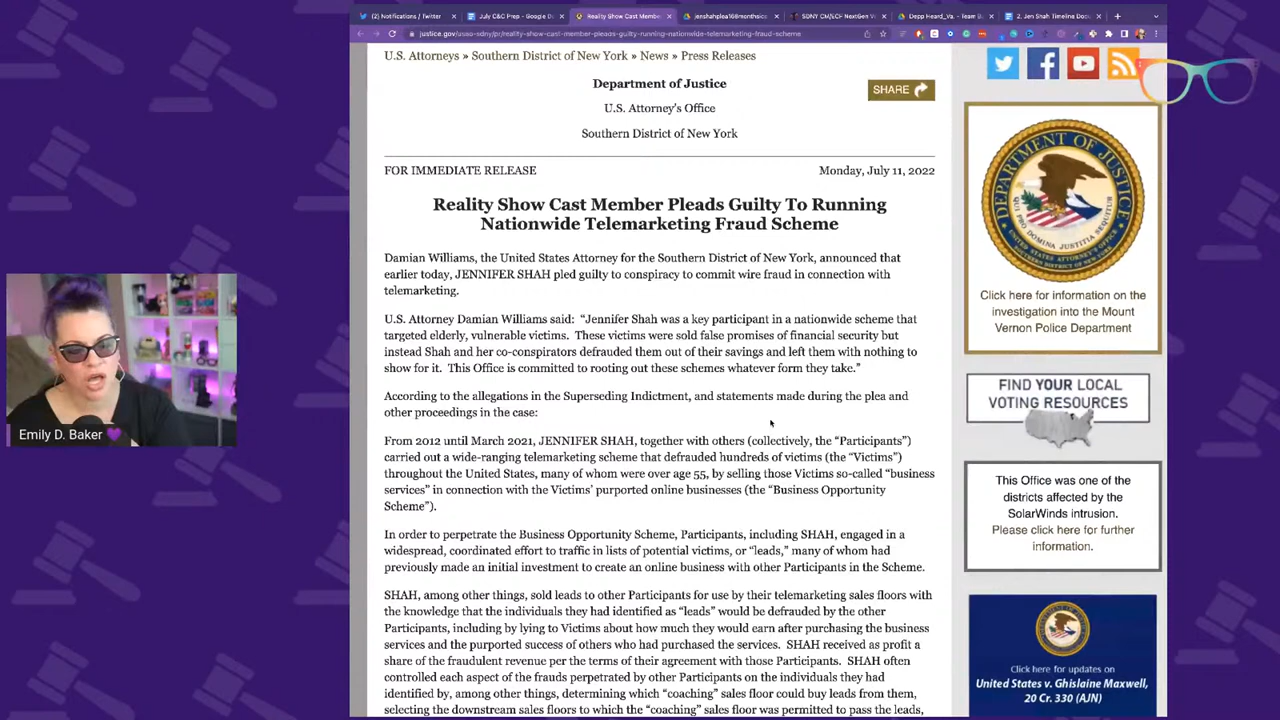 (2) Notifications / Twitter
July C&C Prep - Google D
Reality Show Cast Membe
SDNY CM/ECF NextGen V
Depp Heard_Va. - Team
2. Jen Shah Timeline Doc
justice.gov/usao-sdny/pr/reality-show-cast-member-pleads-guilty-running-nationwide-telemarketing-fraud-scheme
U.S. Attorneys » Southern District of New York » News » Press Releases
Department of Justice
SHARE
U.S. Attorney's Office
Southern District of New York
FOR IMMEDIATE RELEASE
Monday, July 11, 2022
Reality Show Cast Member Pleads Guilty To Running
Nationwide Telemarketing Fraud Scheme
Damian Williams, the United States Attorney for the Southern District of New York, announced that
earlier today, JENNIFER SHAH pled guilty to conspiracy to commit wire fraud in connection with
telemarketing.
U.S. Attorney Damian Williams said: “Jennifer Shah was a key participant in a nationwide scheme that
targeted elderly, vulnerable victims. These victims were sold false promises of financial security but
instead Shah and her co-conspirators defrauded them out of their savings and left them with nothing to
show for it. This Office is committed to rooting out these schemes whatever form they take.”
According to the allegations in the Superseding Indictment, and statements made during the plea and
other proceedings in the case:
From 2012 until March 2021, JENNIFER SHAH, together with others (collectively, the “Participants”)
carried out a wide-ranging telemarketing scheme that defrauded hundreds of victims (the “Victims”)
throughout the United States, many of whom were over age 55, by selling those Victims so-called “business
services” in connection with the Victims’ purported online businesses (the “Business Opportunity
Scheme”).
In order to perpetrate the Business Opportunity Scheme, Participants, including SHAH, engaged in a
widespread, coordinated effort to traffic in lists of potential victims, or “leads,” many of whom had
previously made an initial investment to create an online business with other Participants in the Scheme.
SHAH, among other things, sold leads to other Participants for use by their telemarketing sales floors with
the knowledge that the individuals they had identified as “leads” would be defrauded by the other
Participants, including by lying to Victims about how much they would earn after purchasing the business
services and the purported success of others who had purchased the services. SHAH received as profit a
share of the fraudulent revenue per the terms of their agreement with those Participants. SHAH often
controlled each aspect of the frauds perpetrated by other Participants on the individuals they had
identified by, among other things, determining which “coaching” sales floor could buy leads from them,
selecting the downstream sales floors to which the “coaching” sales floor was permitted to pass the leads,
DEPARTMENT OF JUSTICE
QUI PRO DOMINA JUSTITIA SEQUITUR
Click here for information on the
investigation into the Mount
Vernon Police Department
FIND YOUR LOCAL
VOTING RESOURCES
This Office was one of the
districts affected by the
SolarWinds intrusion.
Please click here for further
information.
Click here for updates on
United States v. Ghislaine Maxwell,
20 Cr. 330 (AJN)
Emily D. Baker